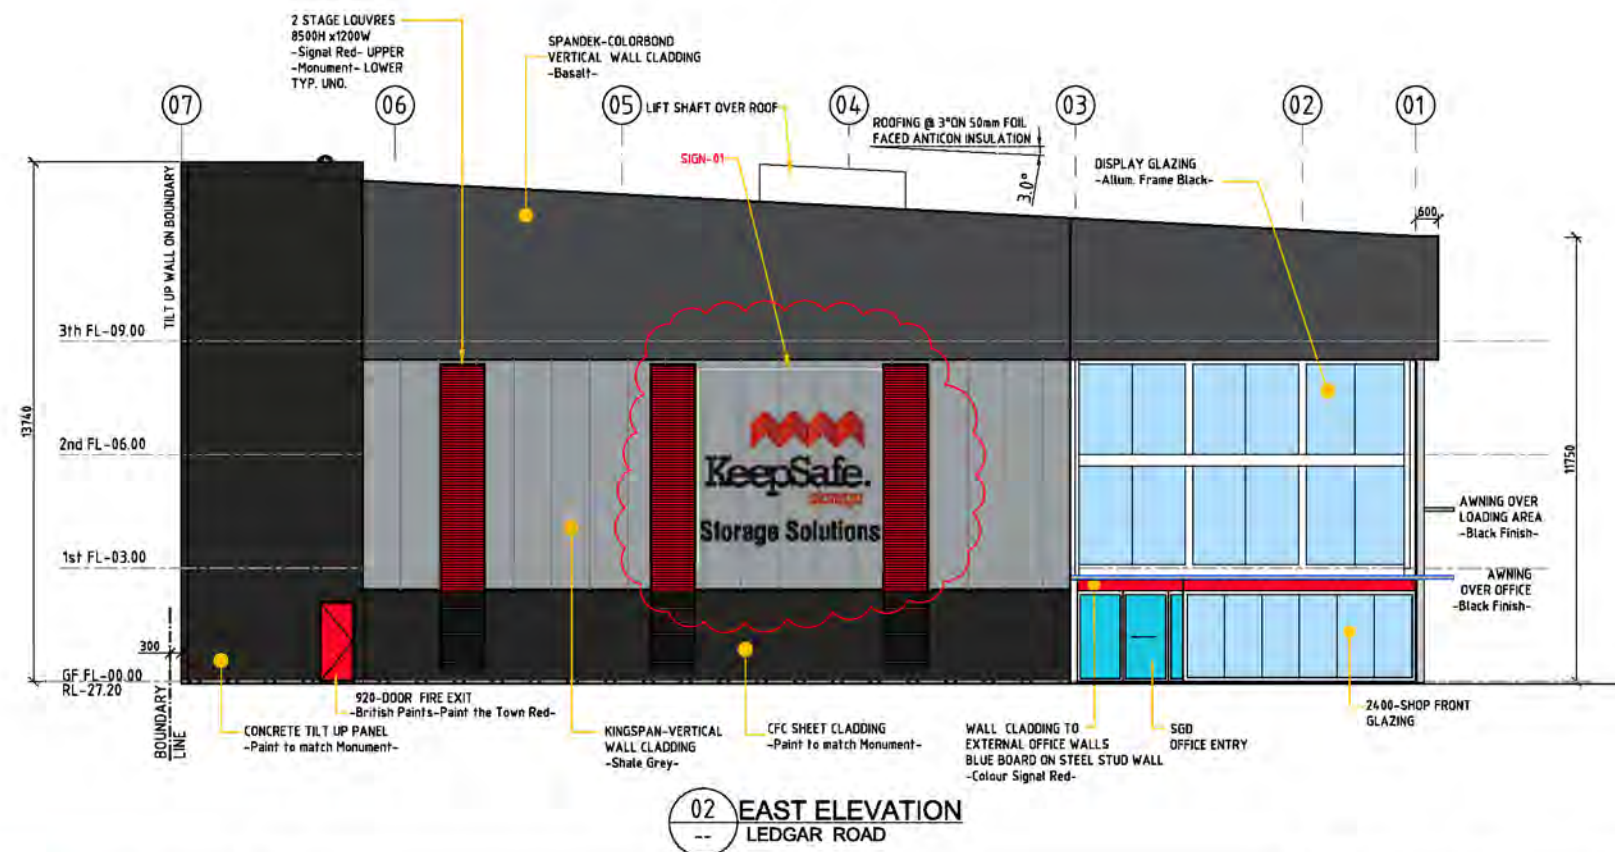 2 STAGE LOUVRES
8500H x1200W
-Signal Red- UPPER
-Monument- LOWER
TYP. UNO.
SPANDEK-COLORBOND
VERTICAL WALL CLADDING
-Basalt-
07
06
05
LIFT SHAFT OVER ROOF
04
03
02
01
ROOFING @ 3°ON 50mm FOIL
FACED ANTICON INSULATION
3.0°
SIGN-01
DISPLAY GLAZING
-Allum. Frame Black-
600
TILT UP WALL ON BOUNDARY
13740
11750
3th FL-09.00
2nd FL-06.00
1st FL-03.00
GF FL-00.00
RL-27.20
300
BOUNDARY
LINE
KeepSafe.
storage
Storage Solutions
AWNING OVER
LOADING AREA
-Black Finish-
AWNING
OVER OFFICE
-Black Finish-
920-DOOR FIRE EXIT
-British Paints-Paint the Town Red-
CONCRETE TILT UP PANEL
-Paint to match Monument-
KINGSPAN-VERTICAL
WALL CLADDING
-Shale Grey-
CFC SHEET CLADDING
-Paint to match Monument-
WALL CLADDING TO
EXTERNAL OFFICE WALLS
BLUE BOARD ON STEEL STUD WALL
-Colour Signal Red-
SGD
OFFICE ENTRY
2400-SHOP FRONT
GLAZING
02
--
EAST ELEVATION
LEDGAR ROAD